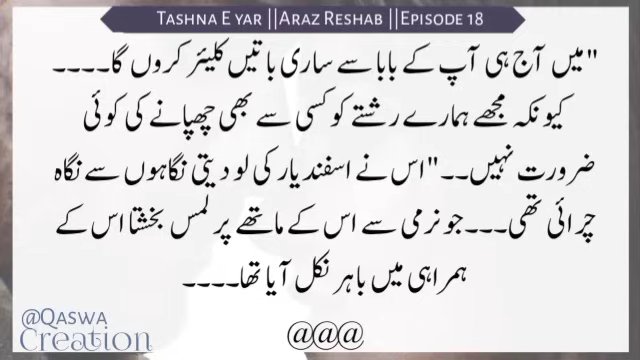 TASHNA E YAR ||ARAZ RESHAB ||EPISODE 18
"میں آج ہی آپ کے بابا سے ساری باتیں کلیئر کروں گا۔۔۔۔
کیونکہ مجھے ہمارے رشتے کو کسی سے بھی چھپانے کی کوئی
ضرورت نہیں۔۔" اس نے اسفند یار کی لو دیتی نگاہوں سے نگاہ
چرائی تھی۔۔۔ جو نرمی سے اس کے ماتھے پر لمس بخشتا اس کے
ہمراہی میں باہر نکل آیا تھا۔۔۔۔
@QASWA
Creation
@@@